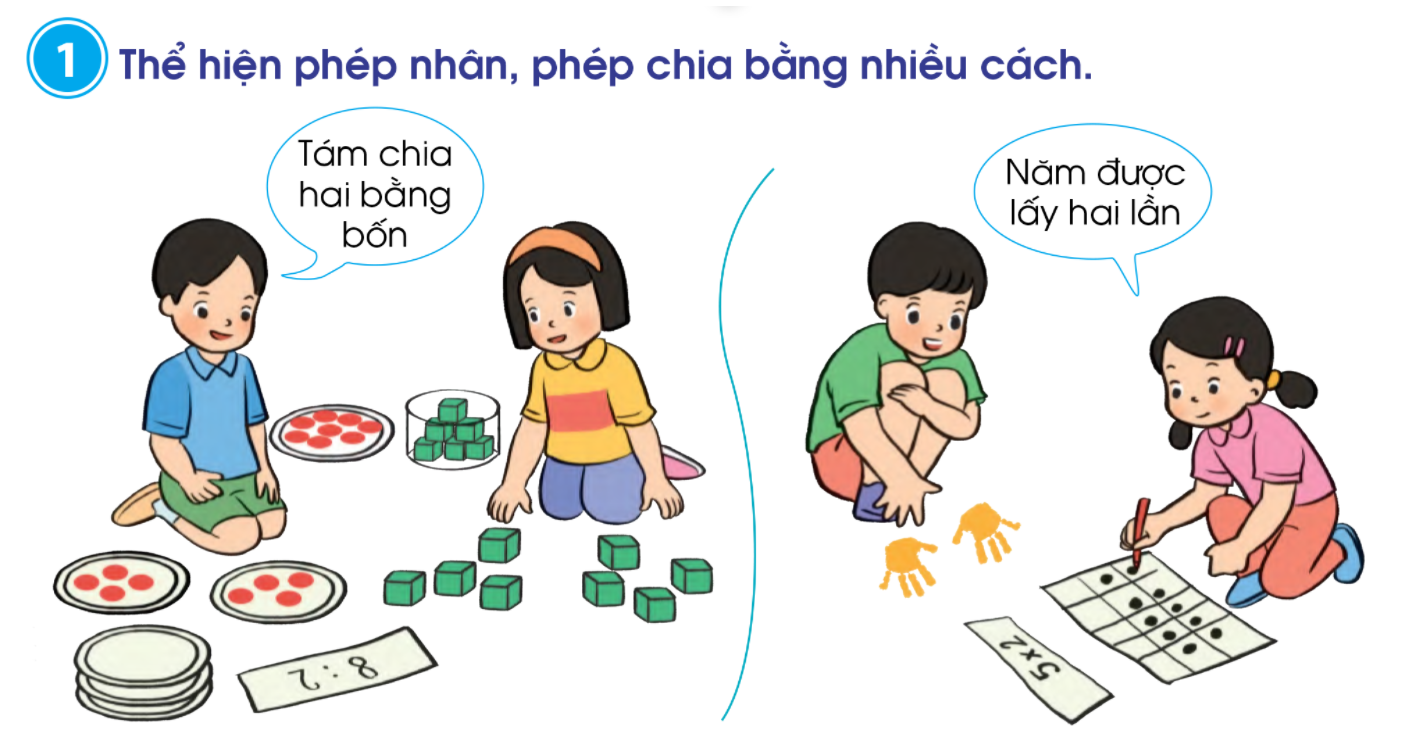 1 Thể hiện phép nhân, phép chia bằng nhiều cách.
Tám chia
hai bằng
bốn
Năm được
lấy hai lần
8 : 2
5 x 2